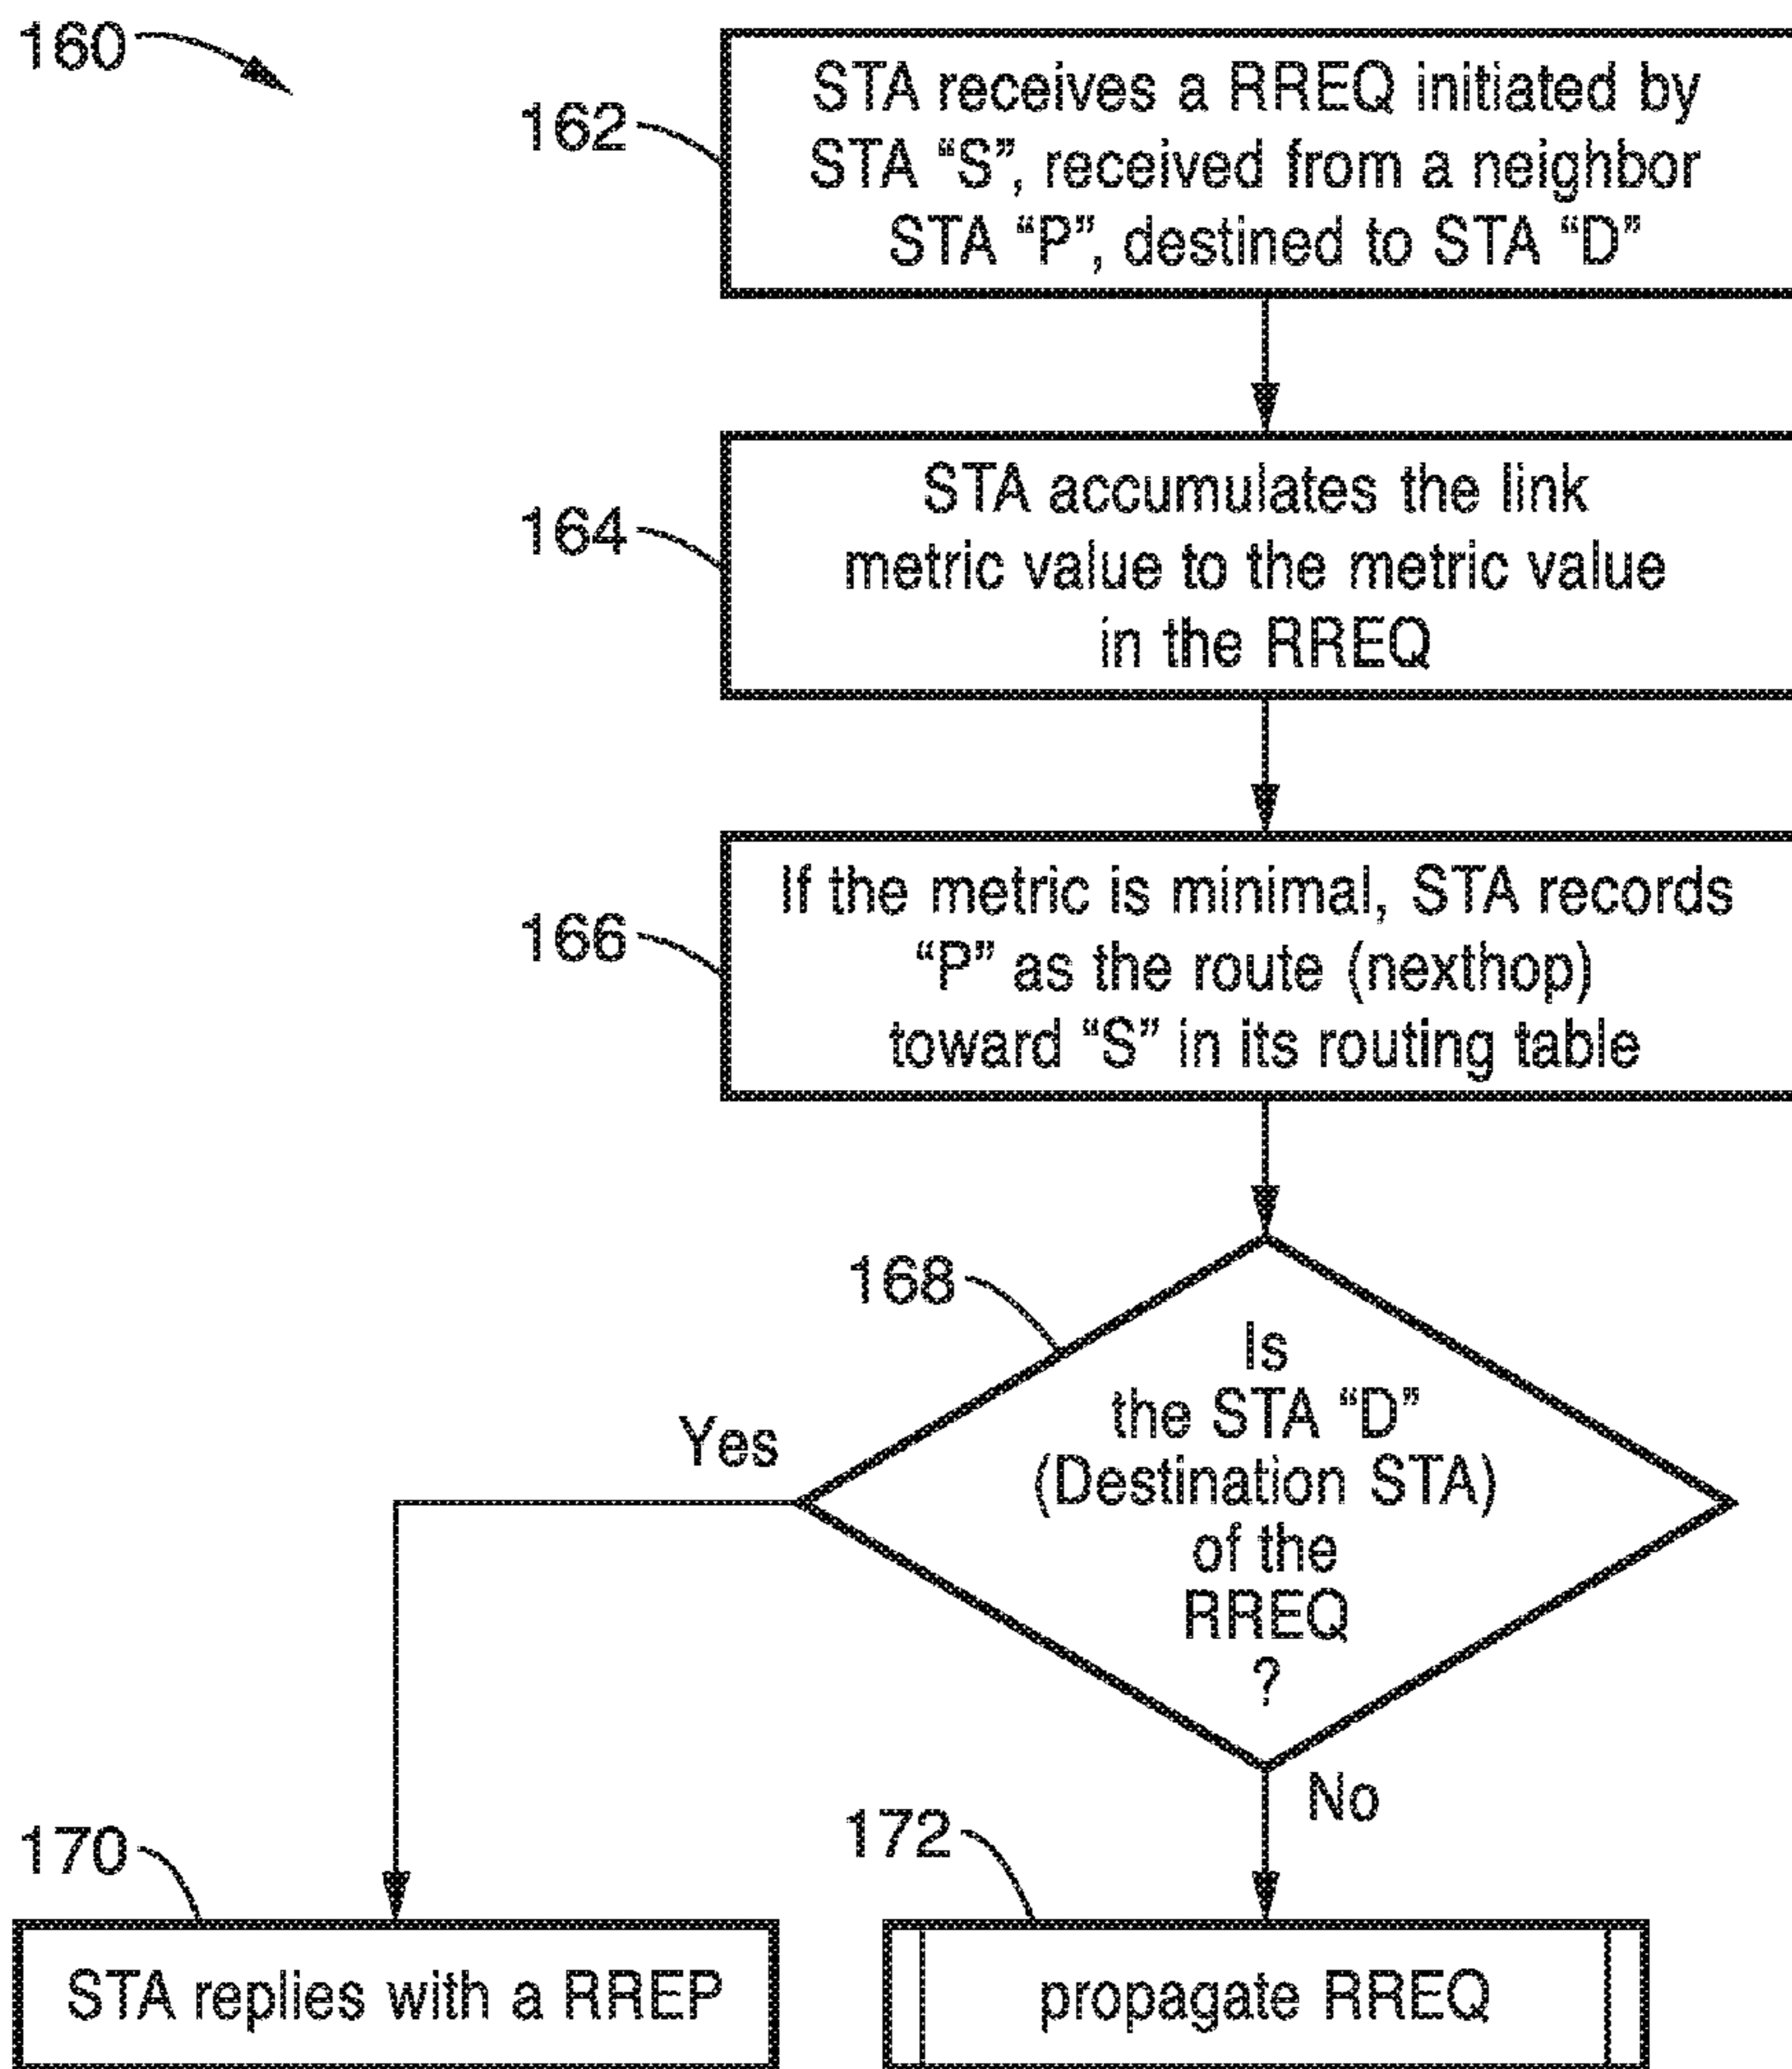 160
162
STA receives a RREQ initiated by
STA “S”, received from a neighbor
STA “P”, destined to STA “D”
164
STA accumulates the link
metric value to the metric value
in the RREQ
166
If the metric is minimal, STA records
“P” as the route (nexthop)
toward “S” in its routing table
168
Is
the STA “D”
(Destination STA)
of the
RREQ
?
Yes
No
170
STA replies with a RREP
172
propagate RREQ